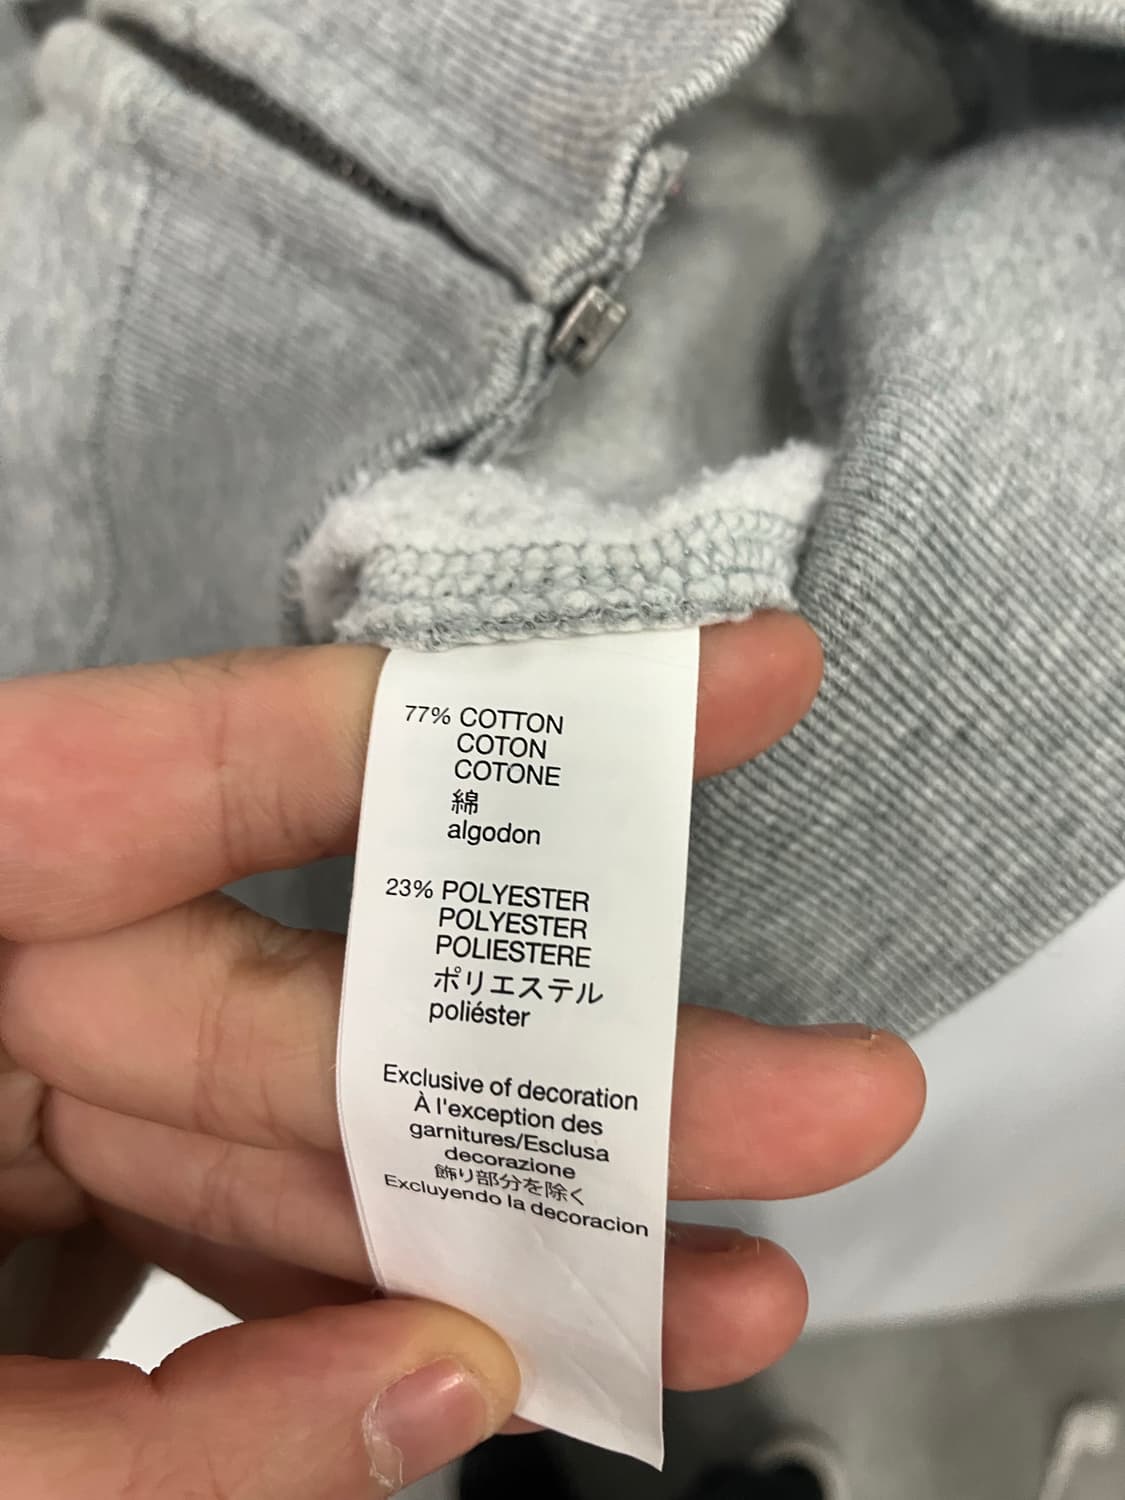 77% COTTON
COTON
COTONE
綿
algodon
23% POLYESTER
POLYESTER
POLIESTERE
ポリエステル
poliéster
Exclusive of decoration
À l'exception des
garnitures/Esclusa
decorazione
飾り部分を除く
Excluyendo la decoracion